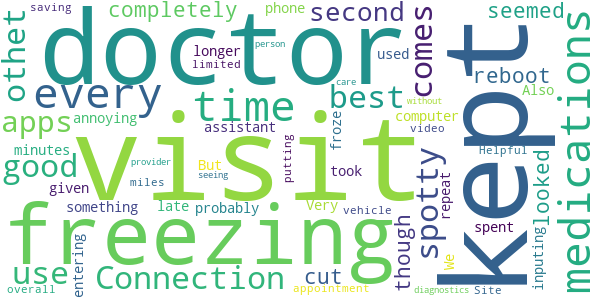 saving
completely
phone
second
comes
seemed
othet
doctor
person
longer
limited
used
kept
reboot
medications
every
time
best
Also
apps
annoying
assistant
froze
computer
without
video
care
visit
minutes
good
But
seeing
putting
took
Helpful
provider
miles
given
something
late
probably
Very
vehicle
though
spotty
repeat
spent
looked
freezing
use
entering
Connection
cut
We
inputing
overall
appointment
diagnostics
Site